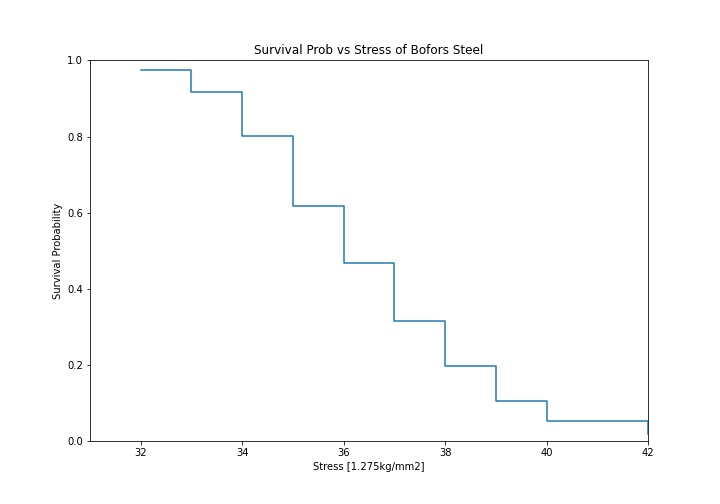 Survival Prob vs Stress of Bofors Steel
1.0
0.8
0.6
0.4
0.2
0.0
Survival Probability
32 34 36 38 40 42
Stress [1.275kg/mm2]